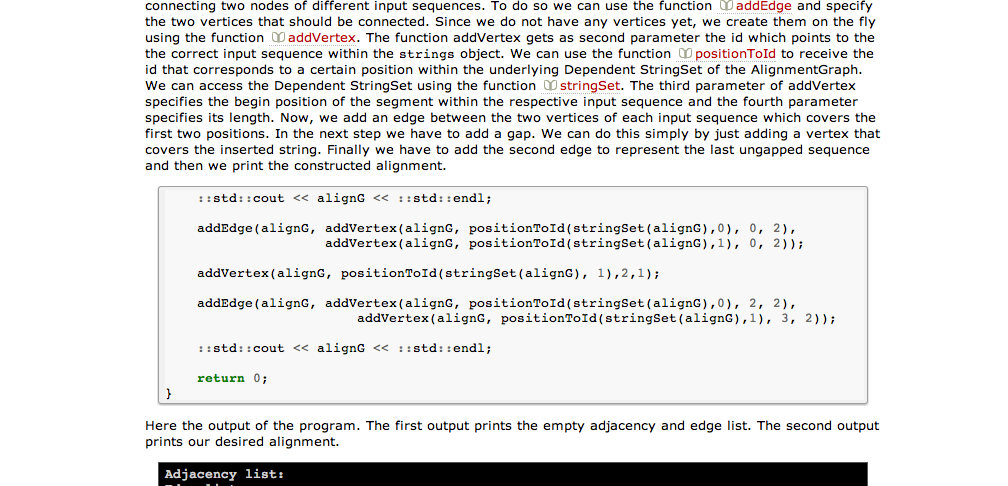 connecting two nodes of different input sequences. To do so we can use the function addEdge and specify
the two vertices that should be connected. Since we do not have any vertices yet, we create them on the fly
using the function addVertex. The function addVertex gets as second parameter the id which points to the
the correct input sequence within the strings object. We can use the function positionToId to receive the
id that corresponds to a certain position within the underlying Dependent StringSet of the AlignmentGraph.
We can access the Dependent StringSet using the function stringSet. The third parameter of addVertex
specifies the begin position of the segment within the respective input sequence and the fourth parameter
specifies its length. Now, we add an edge between the two vertices of each input sequence which covers the
first two positions. In the next step we have to add a gap. We can do this simply by just adding a vertex that
covers the inserted string. Finally we have to add the second edge to represent the last ungapped sequence
and then we print the constructed alignment.
::std::cout << alignG << ::std::endl;
addEdge(alignG, addVertex(alignG, positionToId(stringSet(alignG),0), 0, 2),
addVertex(alignG, positionToId(stringSet(alignG),1), 0, 2));
addVertex(alignG, positionToId(stringSet(alignG), 1),2,1);
addEdge(alignG, addVertex(alignG, positionToId(stringSet(alignG),0), 2, 2),
addVertex(alignG, positionToId(stringSet(alignG),1), 3, 2));
::std::cout << alignG << ::std::endl;
return 0;
}
Here the output of the program. The first output prints the empty adjacency and edge list. The second output
prints our desired alignment.
Adjacency list: